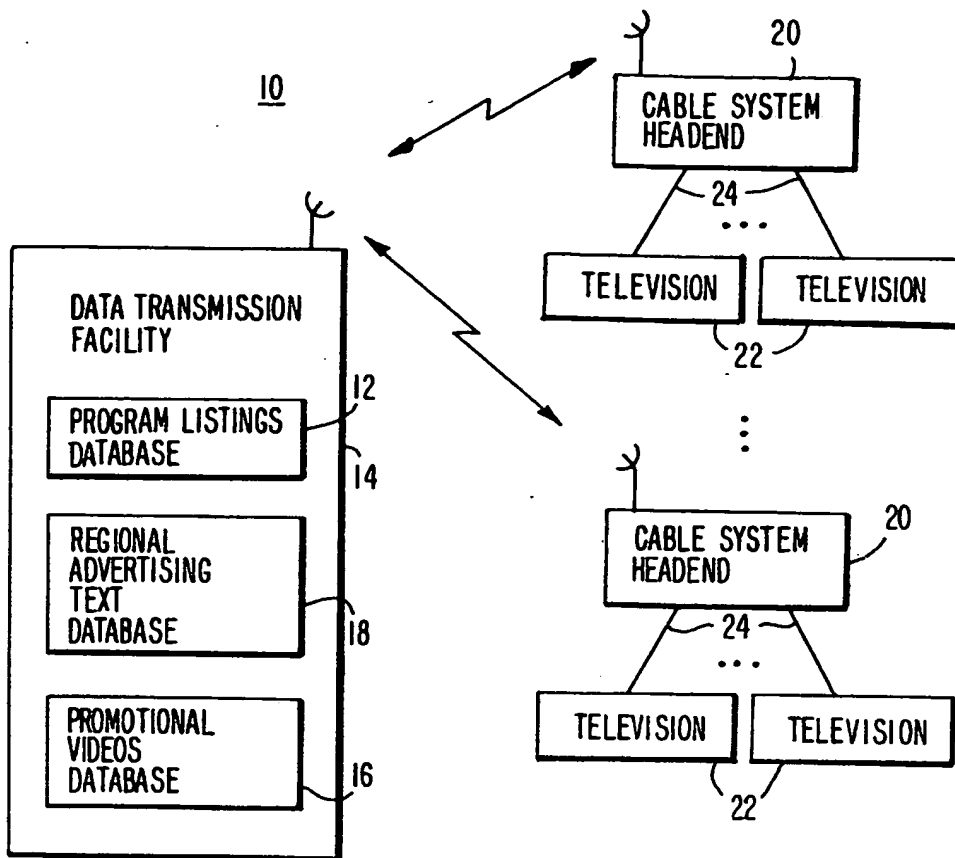 10
DATA TRANSMISSION
FACILITY
PROGRAM LISTINGS
DATABASE
12
14
REGIONAL
ADVERTISING
TEXT
DATABASE
18
PROMOTIONAL
VIDEOS
DATABASE
16
20
CABLE SYSTEM
HEADEND
24
TELEVISION
TELEVISION
22
20
CABLE SYSTEM
HEADEND
24
TELEVISION
TELEVISION
22